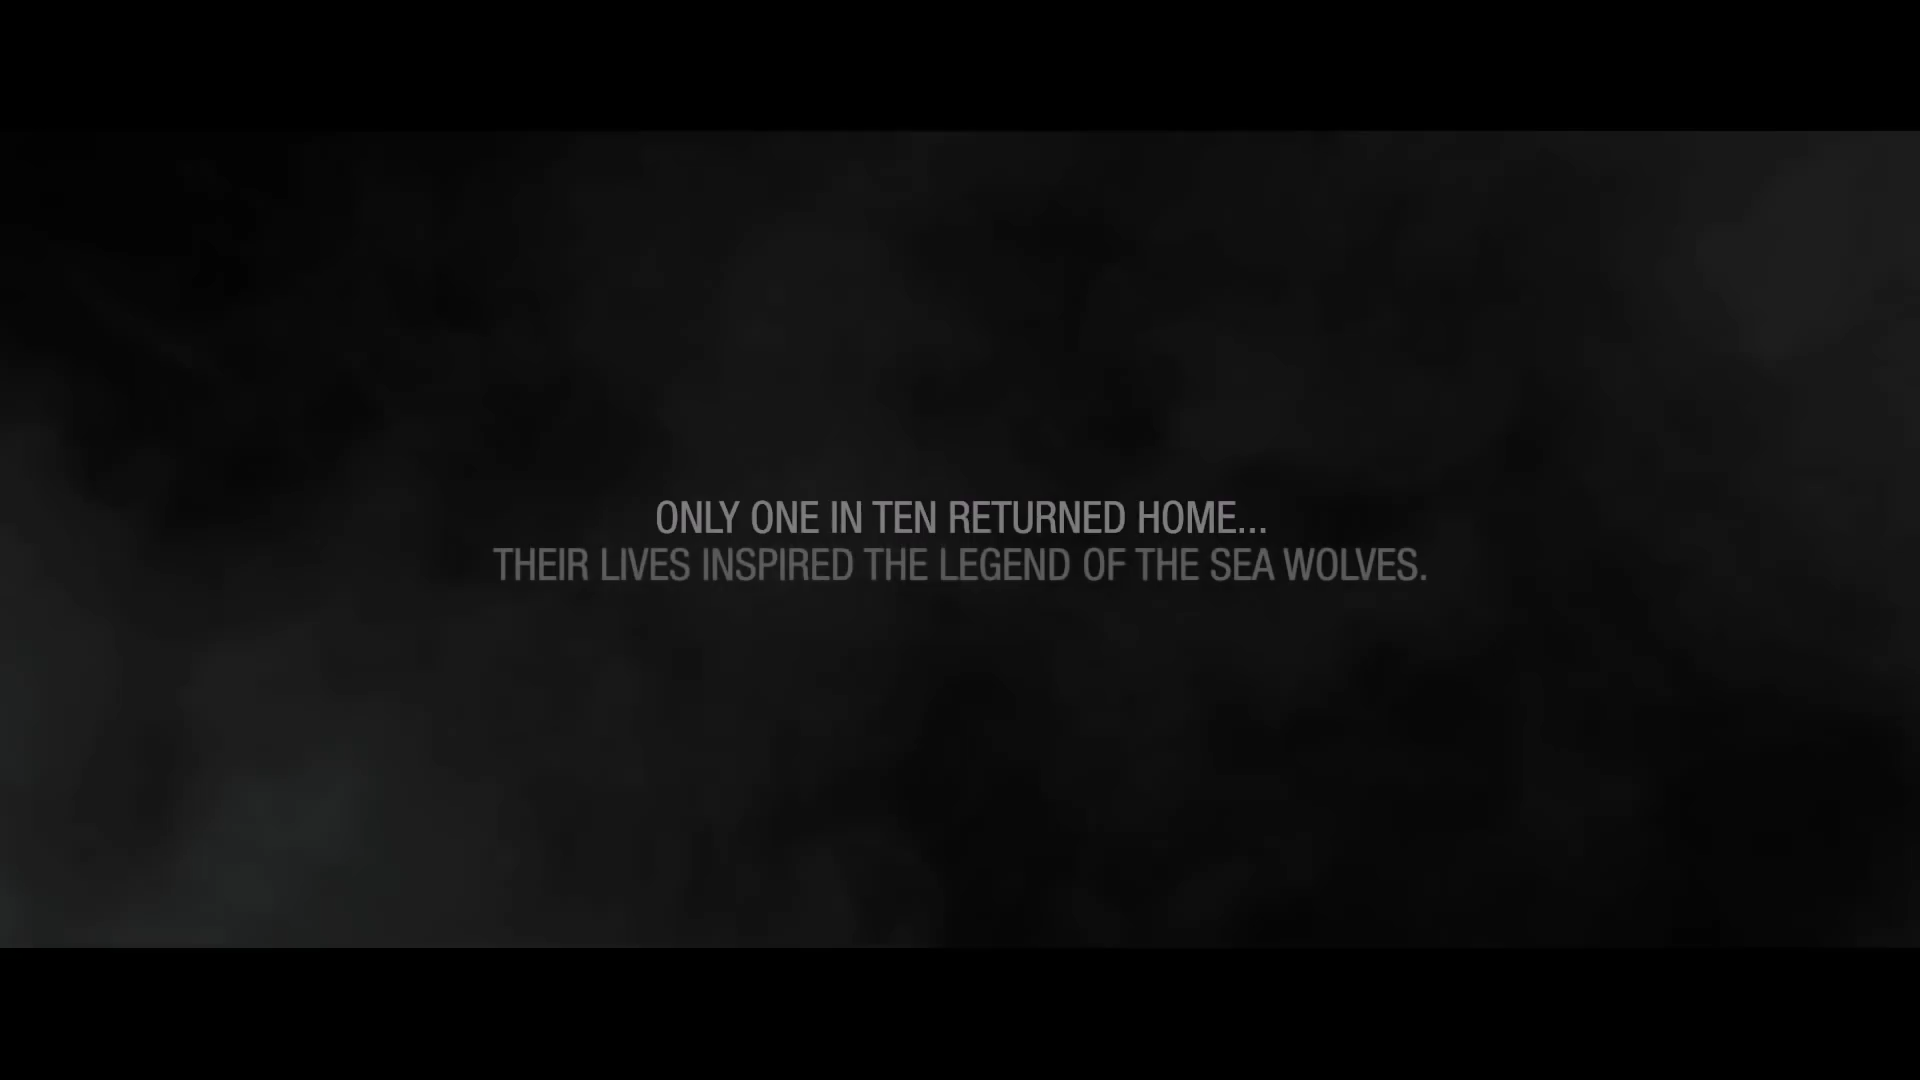 ONLY ONE IN TEN RETURNED HOME...
THEIR LIVES INSPIRED THE LEGEND OF THE SEA WOLVES.